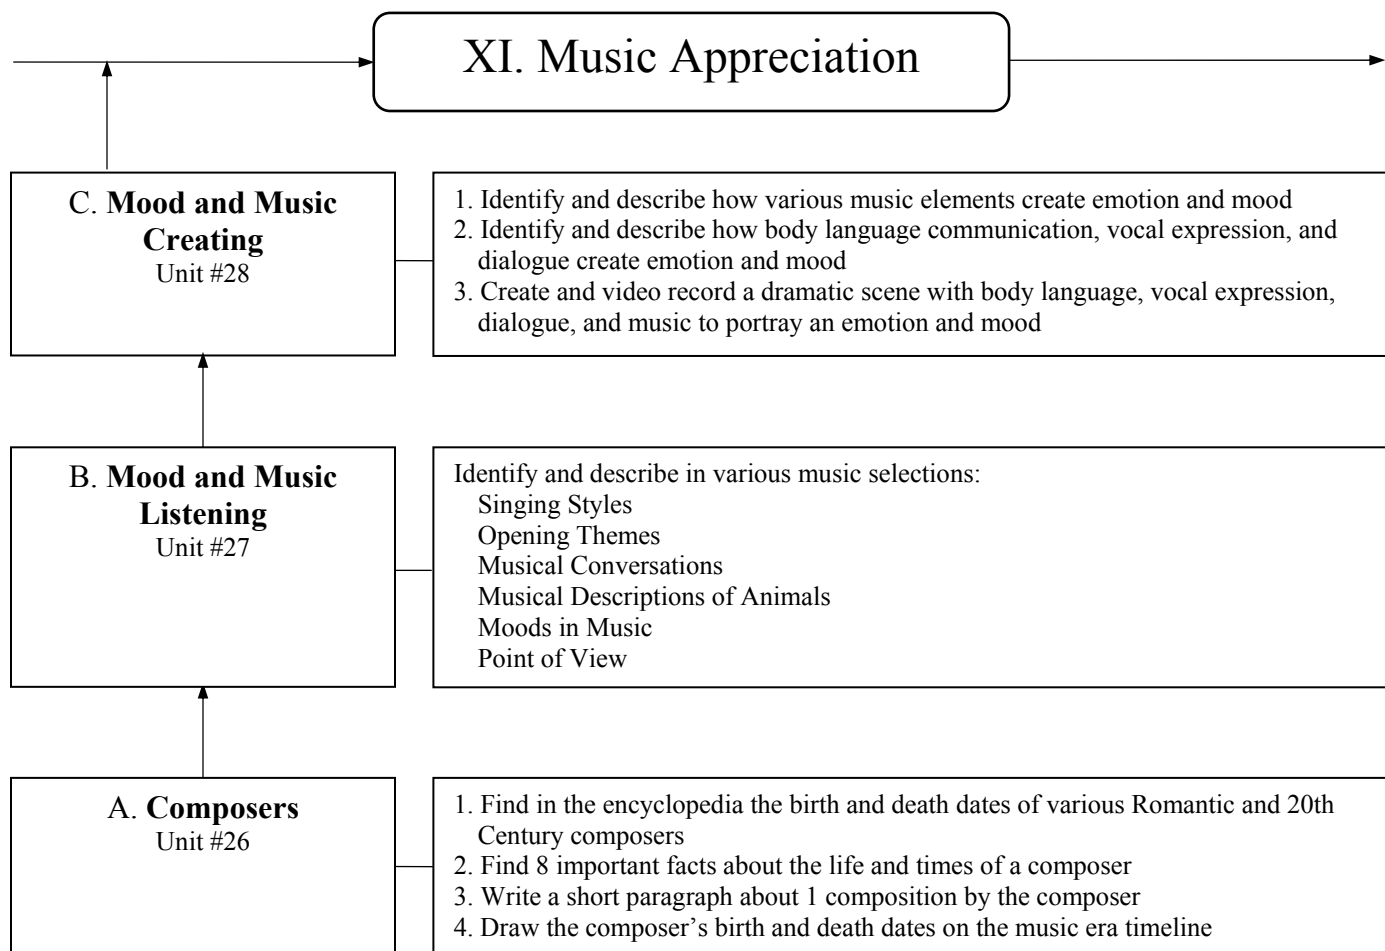 XI. Music Appreciation
C. Mood and Music
Creating
Unit #28
1. Identify and describe how various music elements create emotion and mood
2. Identify and describe how body language communication, vocal expression, and
dialogue create emotion and mood
3. Create and video record a dramatic scene with body language, vocal expression,
dialogue, and music to portray an emotion and mood
B. Mood and Music
Listening
Unit #27
Identify and describe in various music selections:
Singing Styles
Opening Themes
Musical Conversations
Musical Descriptions of Animals
Moods in Music
Point of View
A. Composers
Unit #26
1. Find in the encyclopedia the birth and death dates of various Romantic and 20th
Century composers
2. Find 8 important facts about the life and times of a composer
3. Write a short paragraph about 1 composition by the composer
4. Draw the composer’s birth and death dates on the music era timeline